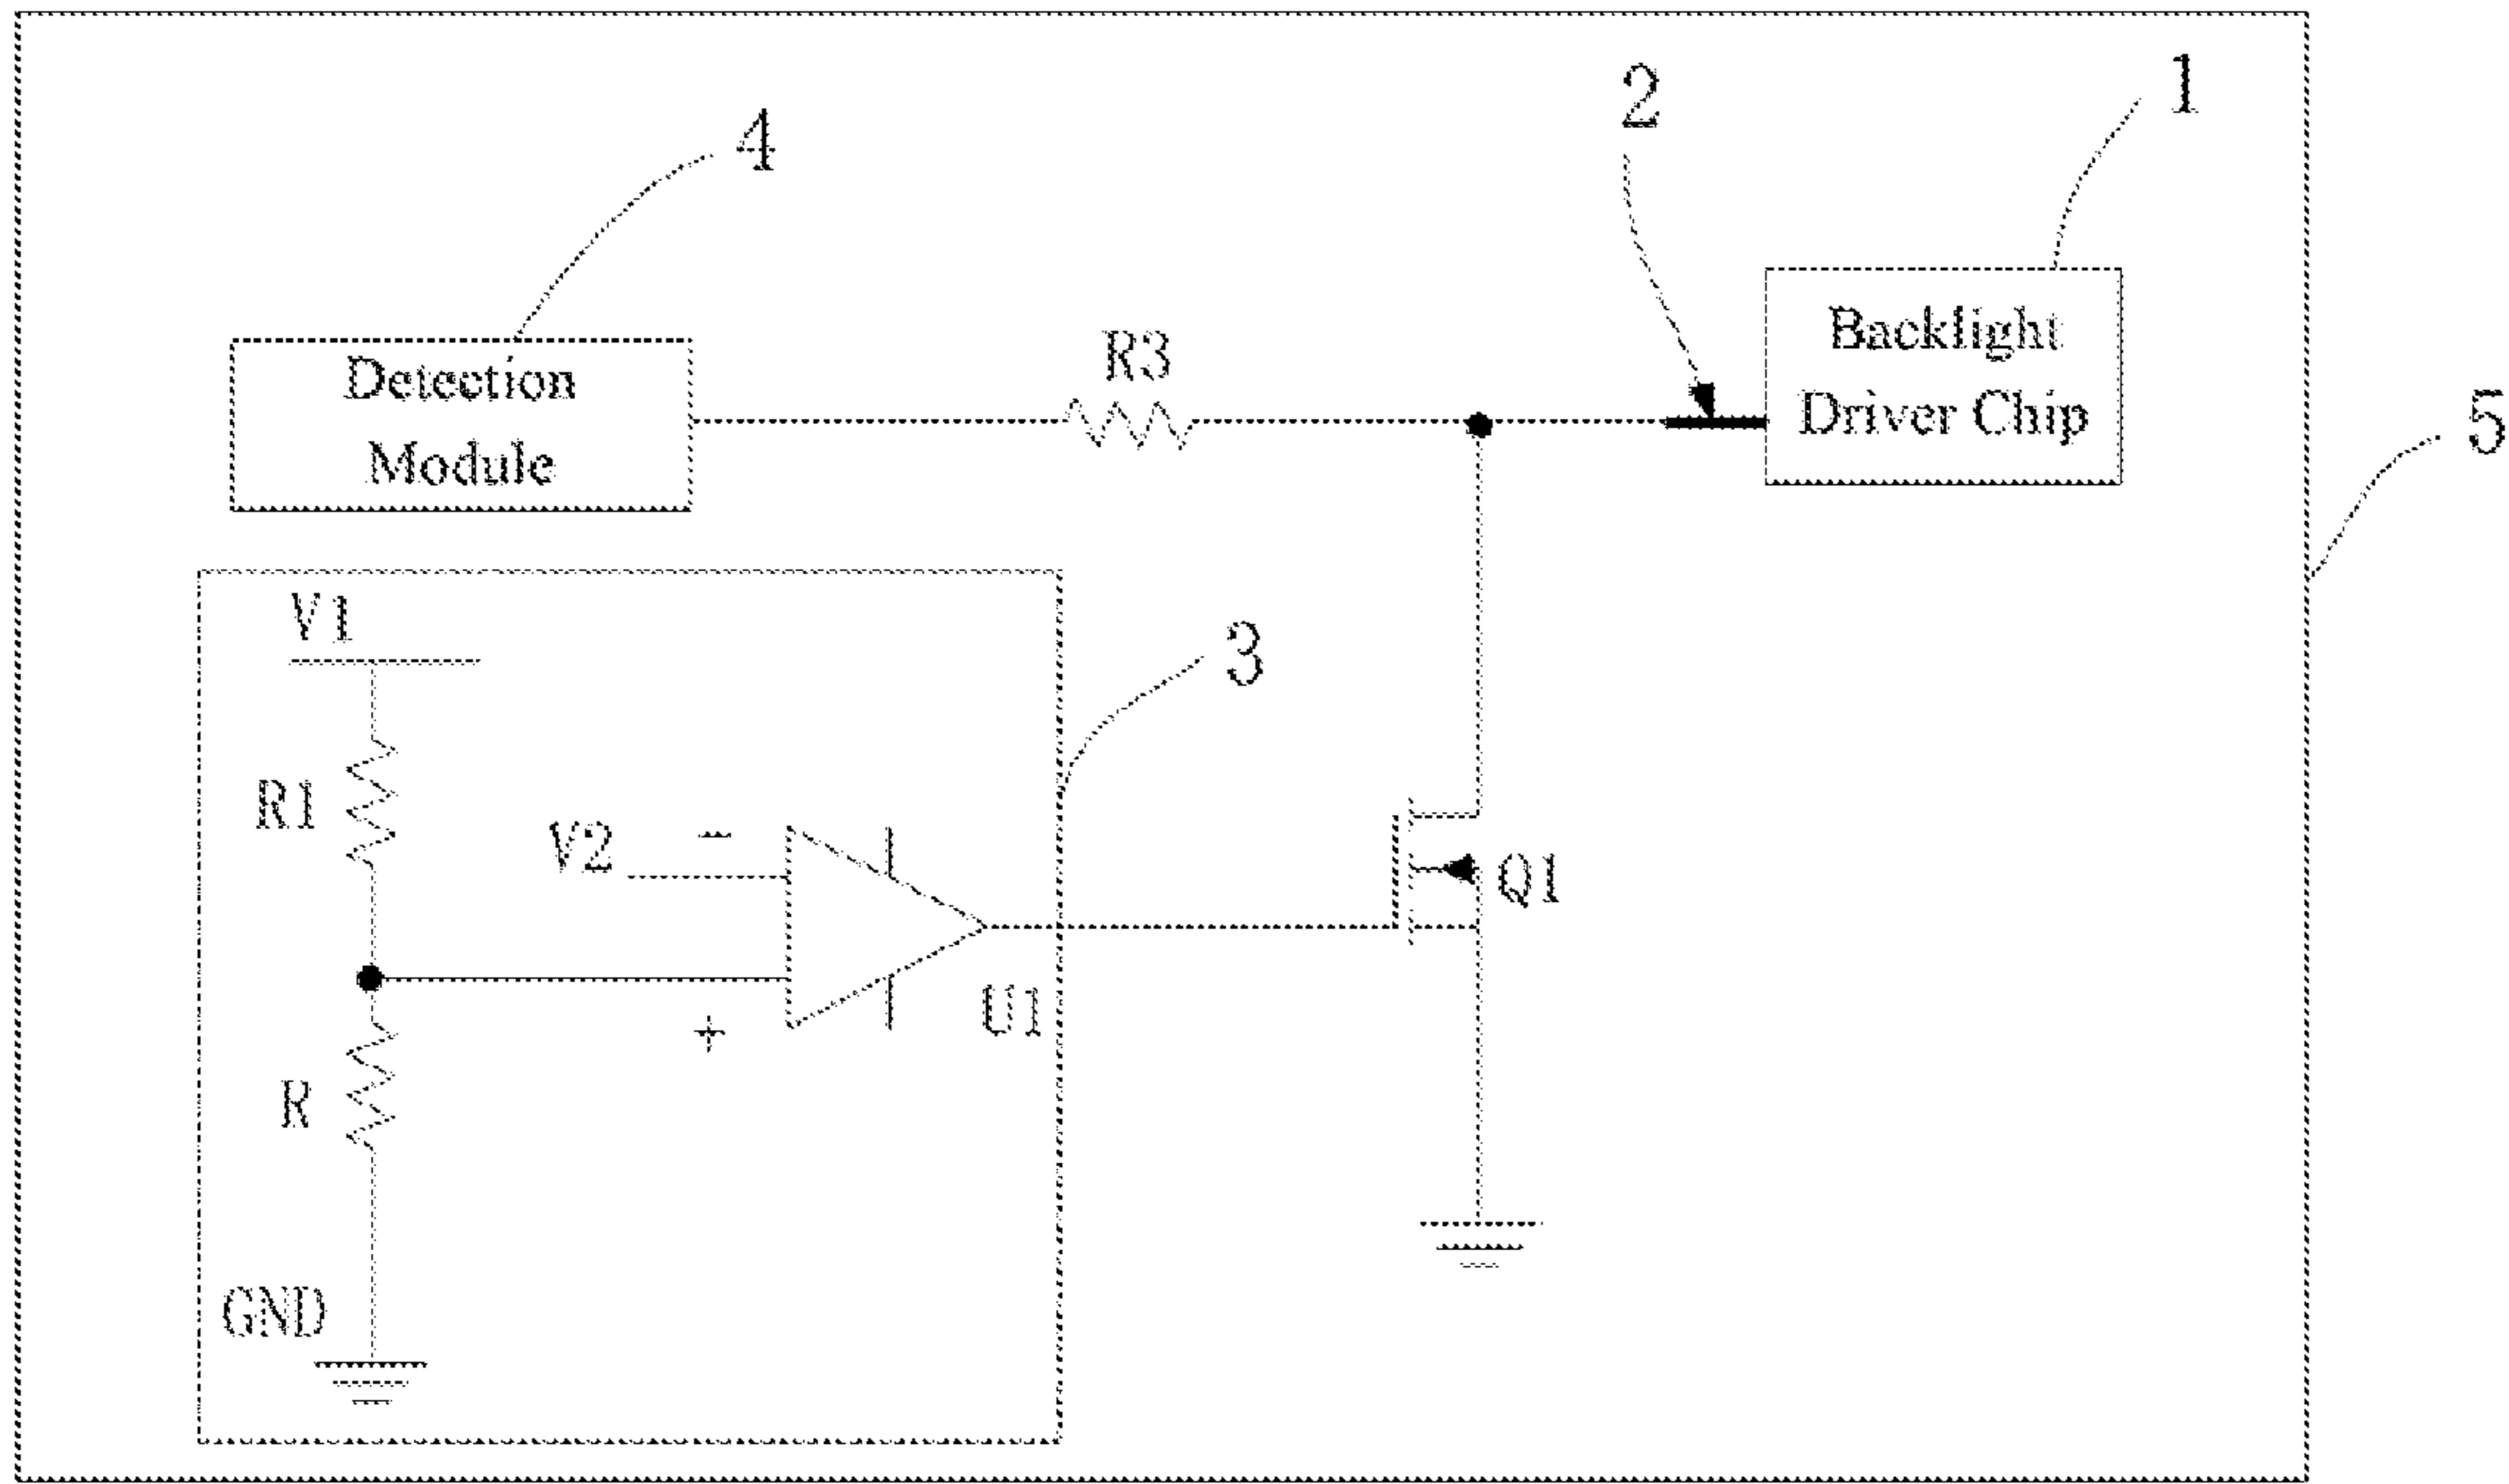 1
2
4
Backlight
Driver Chip
R3
Detection
Module
5
V1
3
R1
V2
−
Q1
U1
+
R
GND